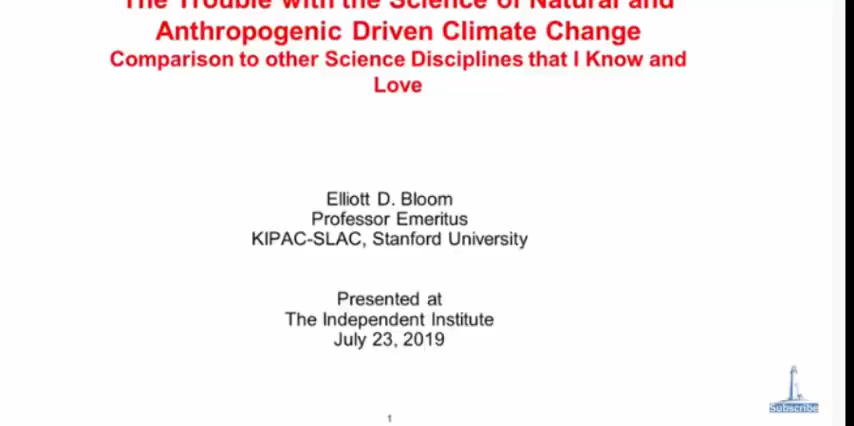 The Trouble with the Science of Natural and
Anthropogenic Driven Climate Change
Comparison to other Science Disciplines that I Know and
Love
Elliott D. Bloom
Professor Emeritus
KIPAC-SLAC, Stanford University
Presented at
The Independent Institute
July 23, 2019
Subscribe
1